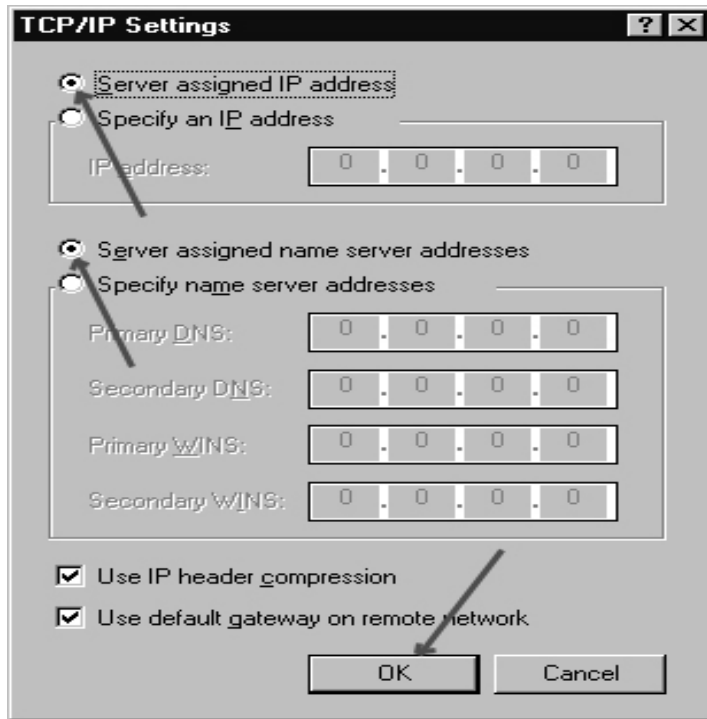 TCP/IP Settings ? X
Server assigned IP address
Specify an IP address
IP address: 0 . 0 . 0 . 0
Server assigned name server addresses
Specify name server addresses
Primary DNS: 0 . 0 . 0 . 0
Secondary DNS: 0 . 0 . 0 . 0
Primary WINS: 0 . 0 . 0 . 0
Secondary WINS: 0 . 0 . 0 . 0
Use IP header compression
Use default gateway on remote network
OK Cancel